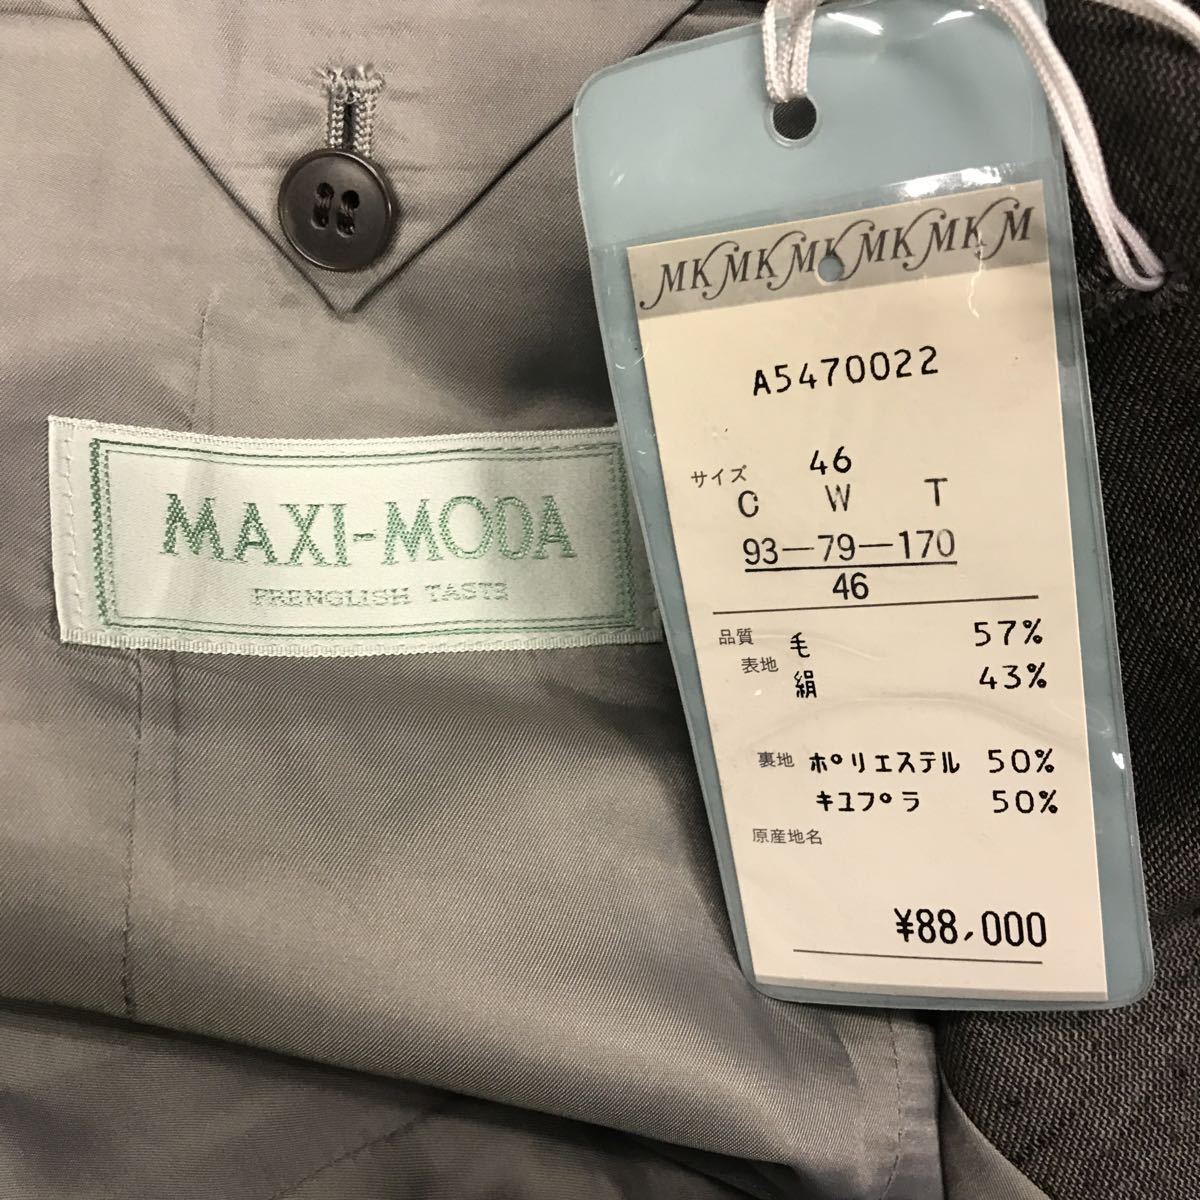 MAXI-MODA
PRENGLISH TASTE
MK MK MK MK MK M
A5470022
サイズ 46
C W T
93－79－170
46
品質 毛 57%
表地 絹 43%
裏地 ポリエステル 50%
キュプラ 50%
原産地名
¥88,000